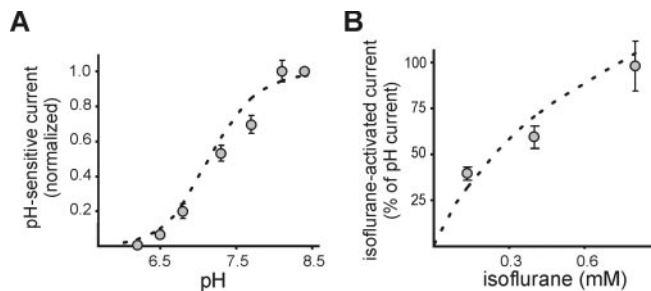 A
pH-sensitive current
(normalized)
1.0
0.8
0.6
0.4
0.2
6.5
7.5
8.5
pH
B
isoflurane-activated current
(% of pH current)
100
75
50
25
0.3
0.6
isoflurane (mM)